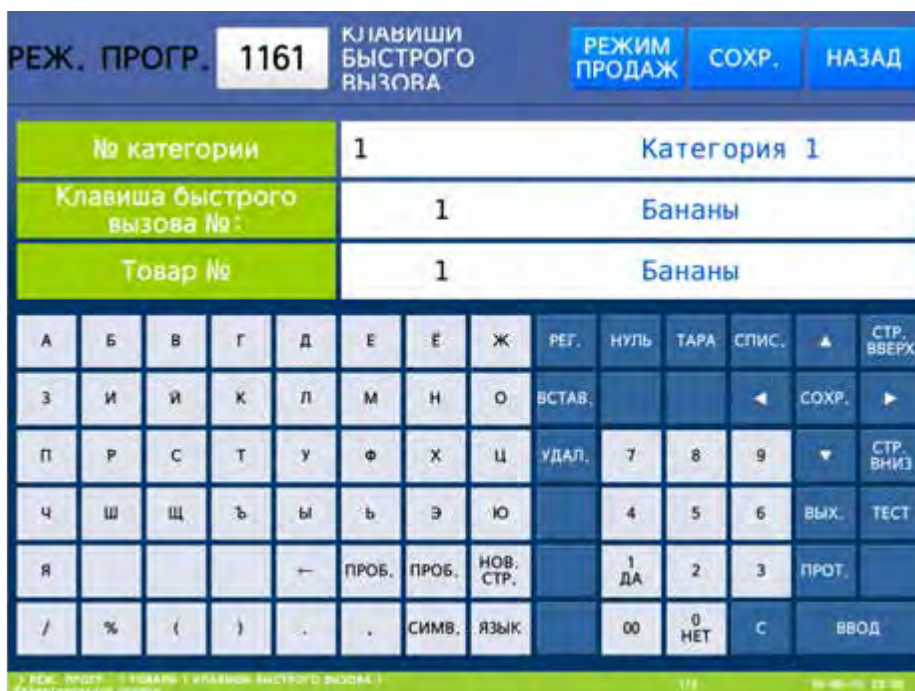 РЕЖ. ПРОГР. 1161 КЛАВИШИ БЫСТРОГО ВЫЗОВА РЕЖИМ ПРОДАЖ СОХР. НАЗАД
№ категории 1 Категория 1
Клавиша быстрого вызова №: 1 Бананы
Товар № 1 Бананы
А Б В Г Д Е Ё Ж РЕГ. НУЛЬ ТАРА СПИС. ▲ СТР. ВВЕРХ
З И Й К Л М Н О ВСТАВ. ◄ СОХР. ►
П Р С Т У Ф Х Ц УДАЛ. 7 8 9 ▼ СТР. ВНИЗ
Ч Ш Щ Ъ Ы Ь Э Ю 4 5 6 ВЫХ. ТЕСТ
Я ← ПРОБ. ПРОБ. НОВ. СТР. 1 ДА 2 3 ПРОТ.
/ % ( ) . , СИМВ. ЯЗЫК 00 0 НЕТ С ВВОД